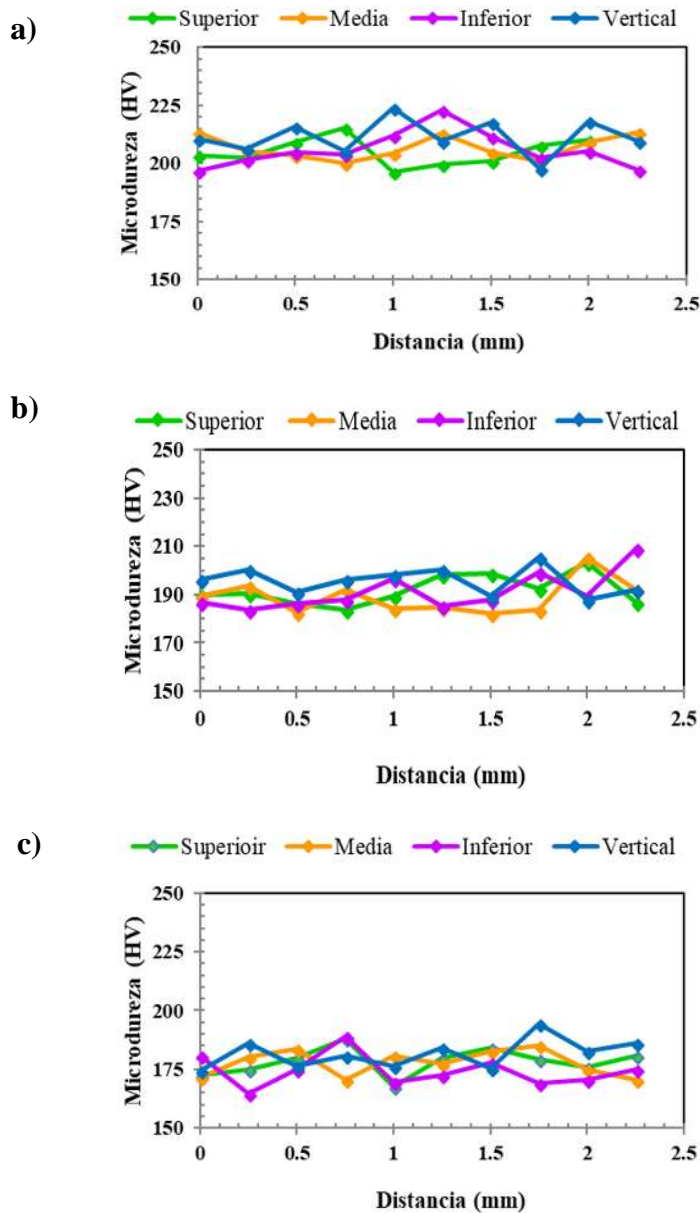 a)
Superior Media Inferior Vertical
250
225
200
175
150
Microdureza (HV)
0 0.5 1 1.5 2 2.5
Distancia (mm)
b)
Superior Media Inferior Vertical
250
230
210
190
170
150
Microdureza (HV)
0 0.5 1 1.5 2 2.5
Distancia (mm)
c)
Superioir Media Inferior Vertical
250
225
200
175
150
Microdureza (HV)
0 0.5 1 1.5 2 2.5
Distancia (mm)